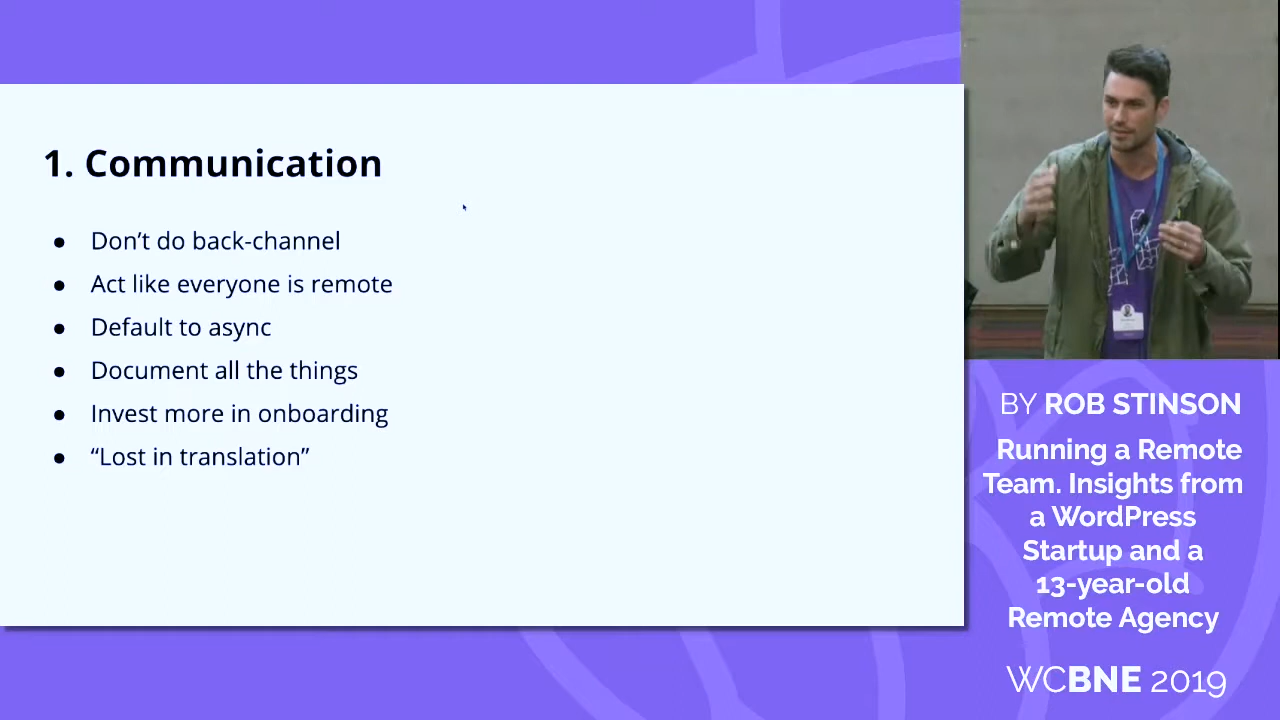 1. Communication
● Don’t do back-channel
● Act like everyone is remote
● Default to async
● Document all the things
● Invest more in onboarding
● “Lost in translation”
BY ROB STINSON
Running a Remote
Team. Insights from
a WordPress
Startup and a
13-year-old
Remote Agency
WCBNE 2019